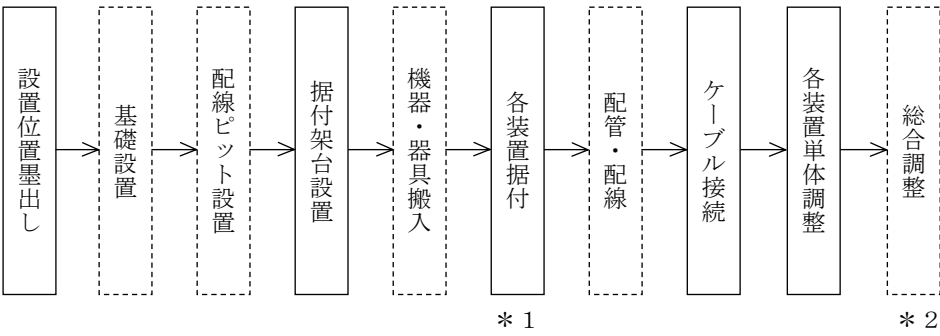 設置位置墨出し
基礎設置
配線ピット設置
据付架台設置
機器・器具搬入
各装置据付
配管・配線
ケーブル接続
各装置単体調整
総合調整
＊1
＊2